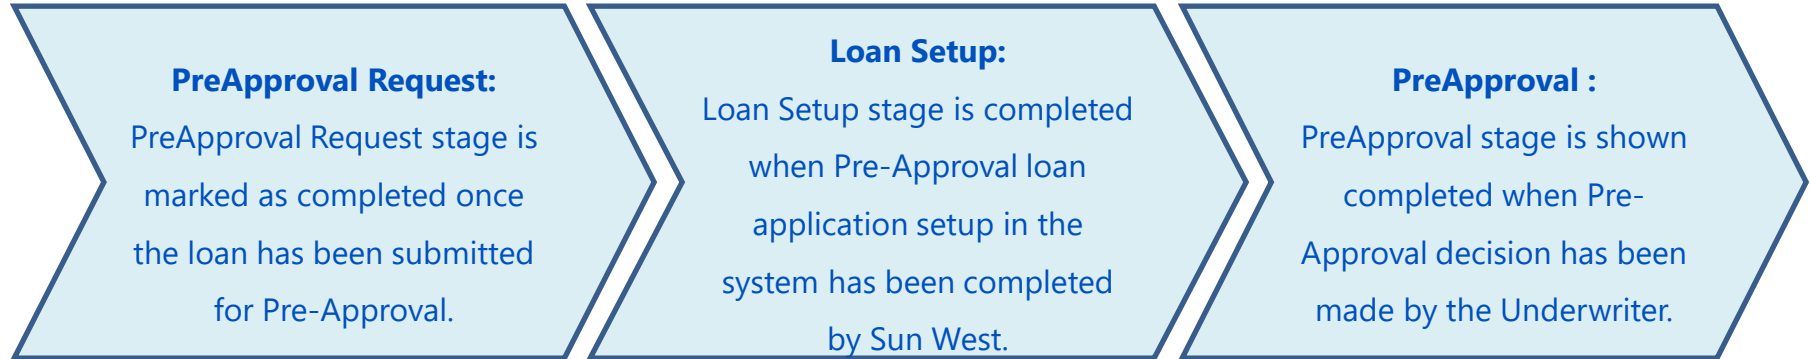 PreApproval Request:
PreApproval Request stage is
marked as completed once
the loan has been submitted
for Pre-Approval.
Loan Setup:
Loan Setup stage is completed
when Pre-Approval loan
application setup in the
system has been completed
by Sun West.
PreApproval :
PreApproval stage is shown
completed when Pre-
Approval decision has been
made by the Underwriter.